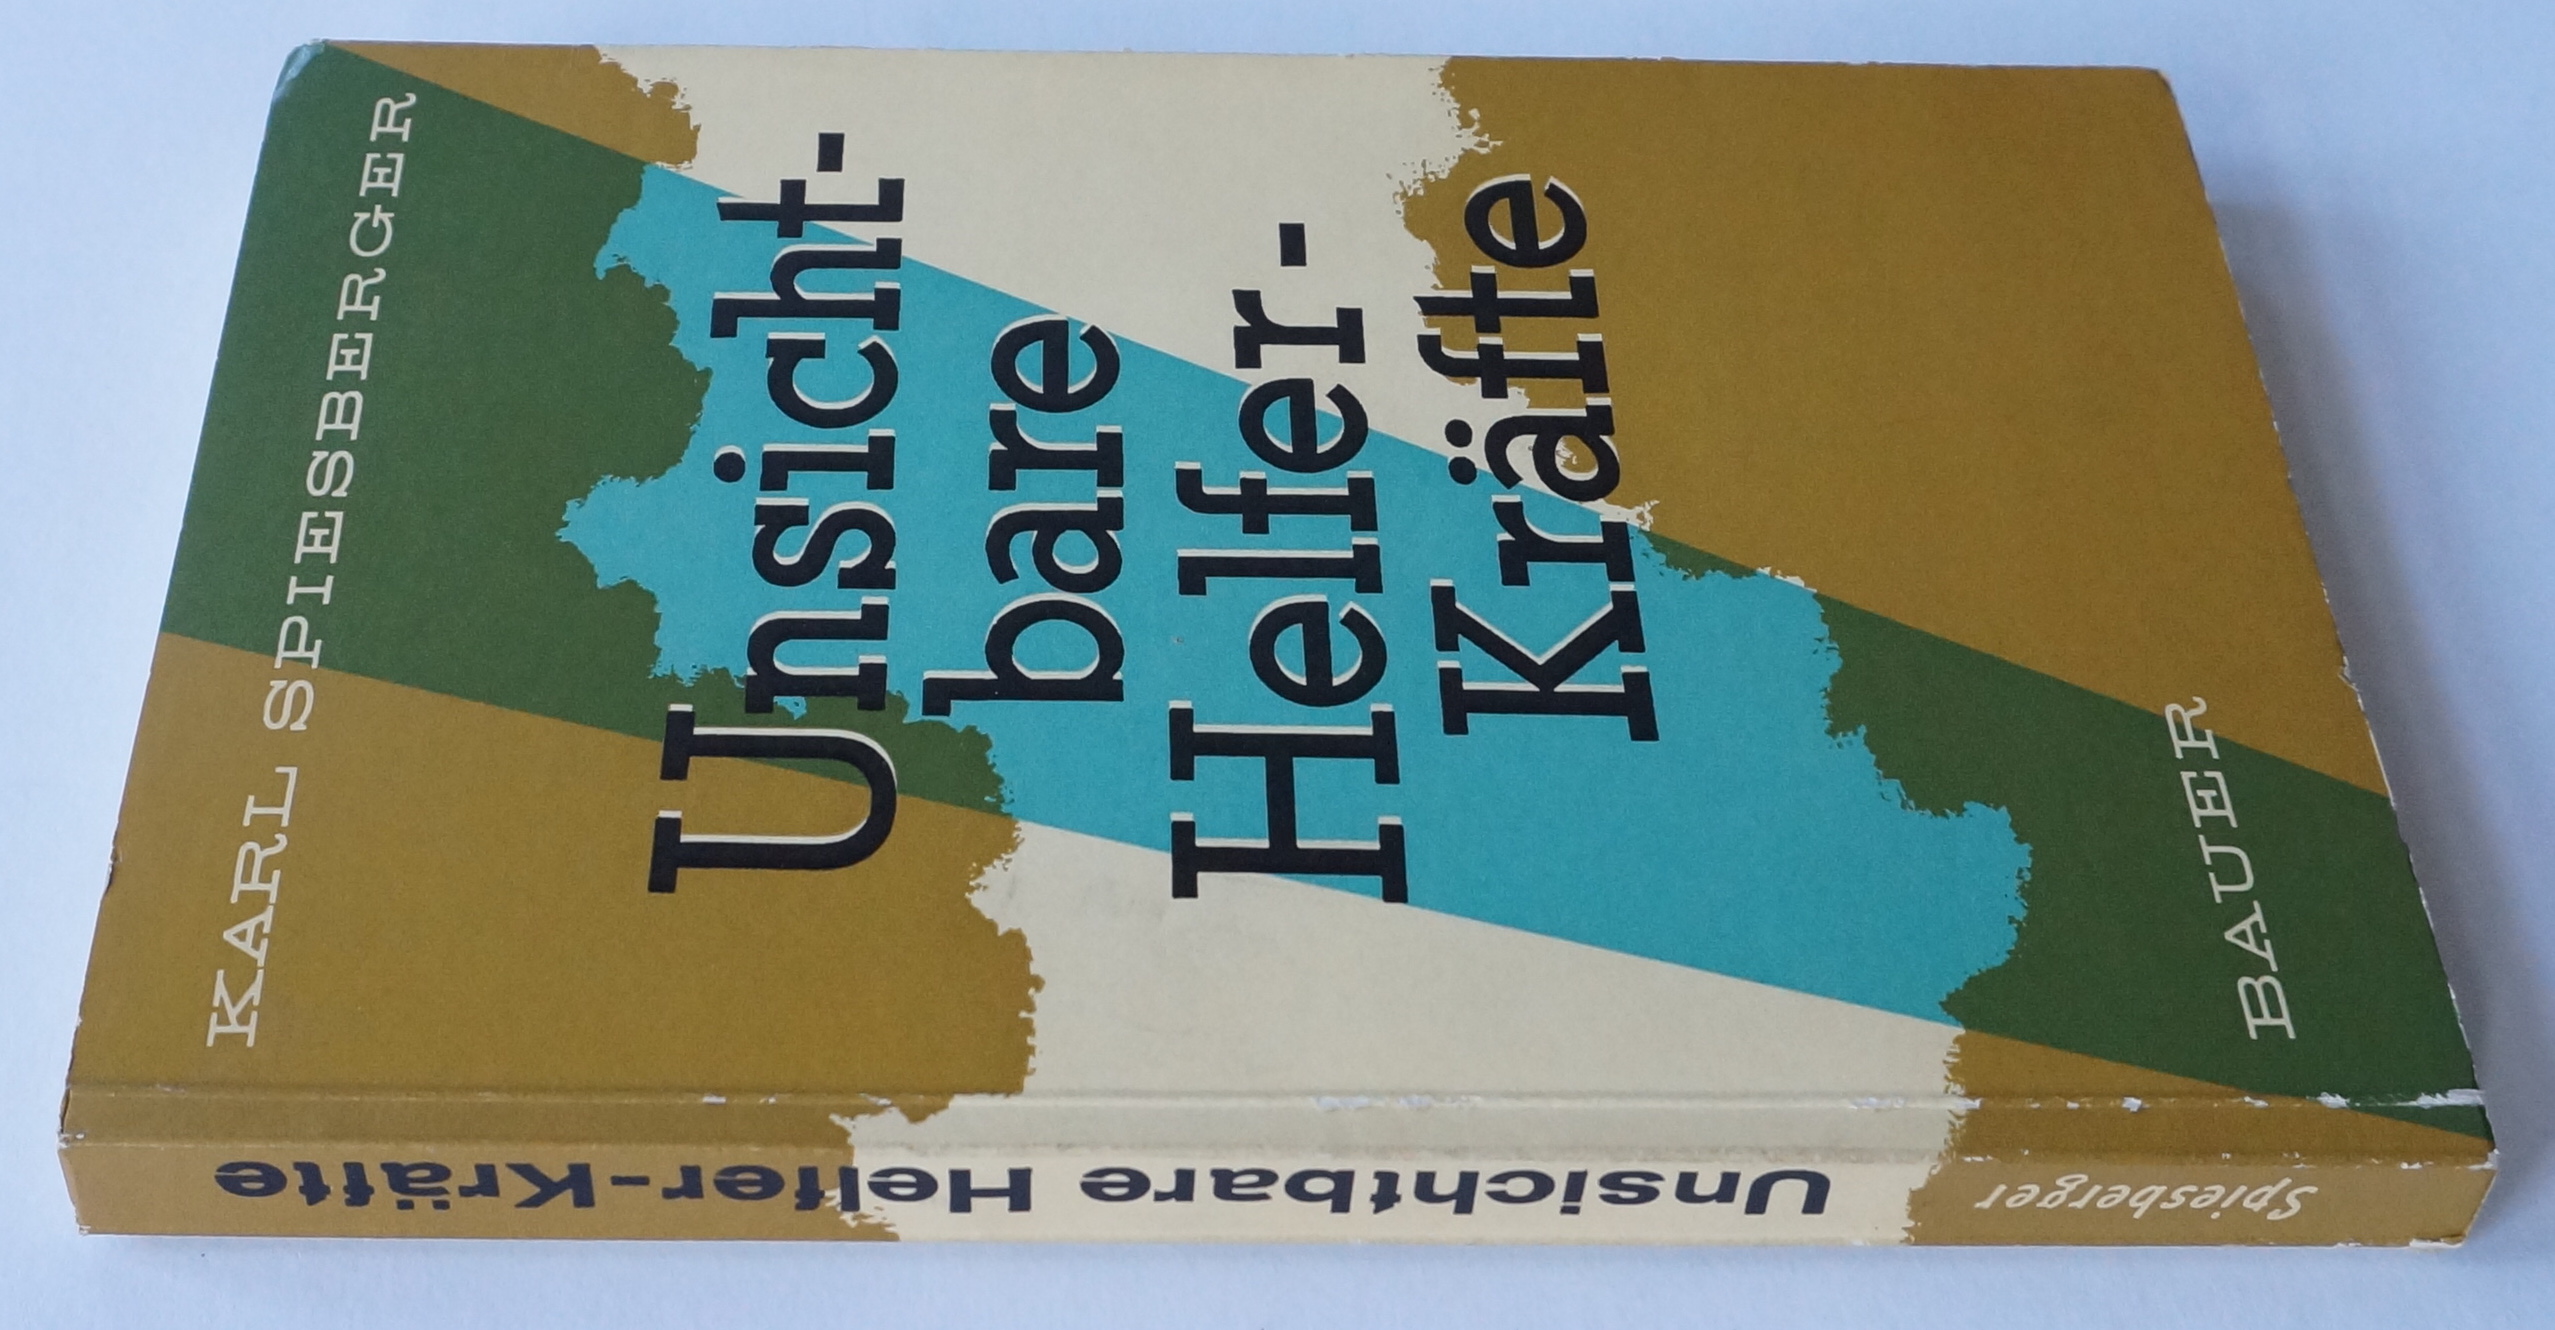 KARL SPIESBERGER
Unsicht-
bare
Helfer-
Kräfte
BAUER
Spiesberger
Unsichtbare Helfer-Kräfte